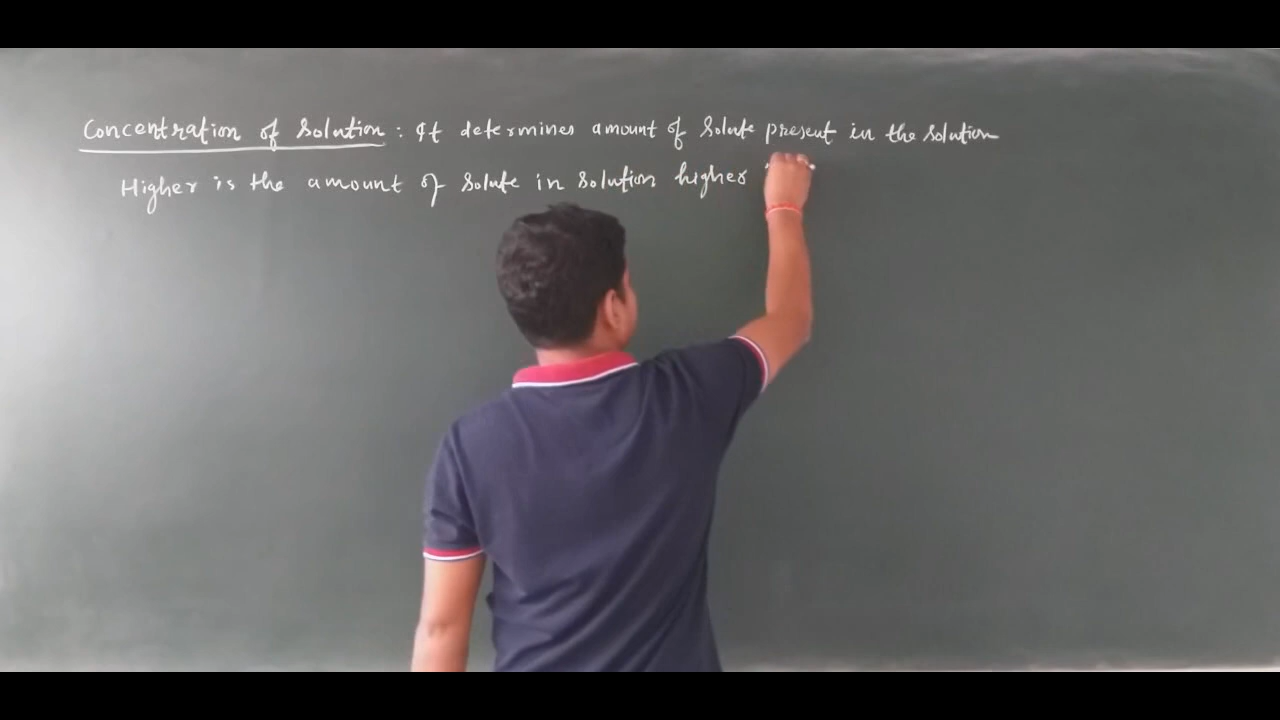 Concentration of Solution : It determines amount of Solute present in the solution
Higher is the amount of Solute in Solution higher